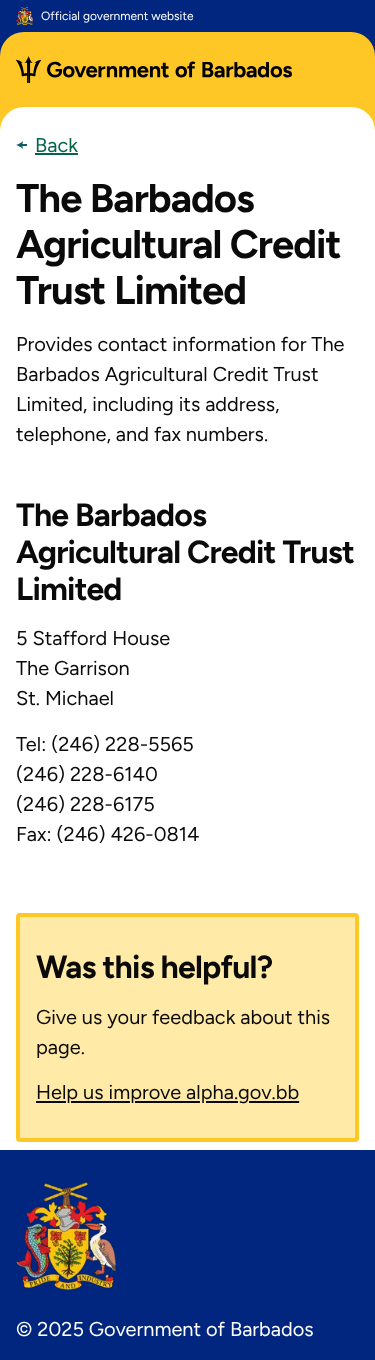 Official government website
Government of Barbados
Back
The Barbados
Agricultural Credit
Trust Limited
Provides contact information for The
Barbados Agricultural Credit Trust
Limited, including its address,
telephone, and fax numbers.
The Barbados
Agricultural Credit Trust
Limited
5 Stafford House
The Garrison
St. Michael
Tel: (246) 228-5565
(246) 228-6140
(246) 228-6175
Fax: (246) 426-0814
Was this helpful?
Give us your feedback about this
page.
Help us improve alpha.gov.bb
PRIDE AND INDUSTRY
© 2025 Government of Barbados